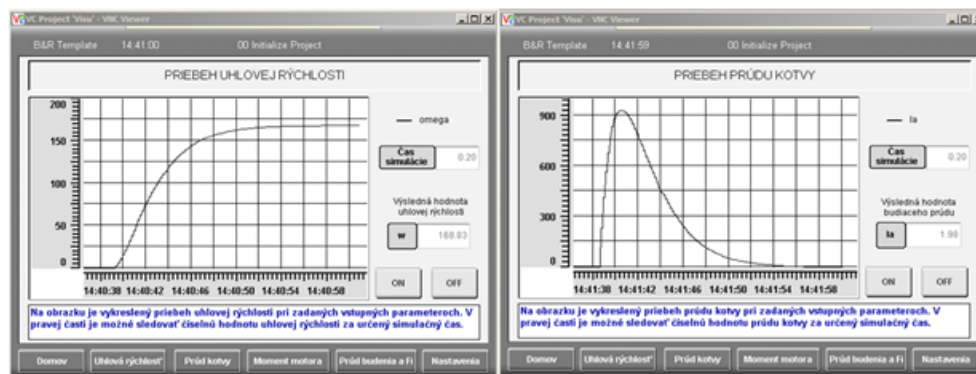 VC Project 'Visu' - VNC Viewer
B&R Template 14:41:00 00 Initialize Project
PRIEBEH UHLOVEJ RÝCHLOSTI
200
150
100
50
0
14:40:38 14:40:42 14:40:46 14:40:50 14:40:54 14:40:58
omega
Čas
simulácie
0.20
Výsledná hodnota
uhlovej rýchlosti
w
168.83
ON OFF
Na obrazku je vykreslený priebeh uhlovej rýchlosti pri zadaných vstupných parameteroch. V
pravej časti je možné sledovať číselnú hodnotu uhlovej rýchlosti za určený simulačný čas.
Domov Uhlová rýchlosť Prúd kotvy Moment motora Prúd budenia a Fi Nastavenia
VC Project 'Visu' - VNC Viewer
B&R Template 14:41:59 00 Initialize Project
PRIEBEH PRÚDU KOTVY
900
600
300
0
14:41:38 14:41:42 14:41:46 14:41:50 14:41:54 14:41:58
Ia
Čas
simulácie
0.20
Výsledná hodnota
budiaceho prúdu
Ia
1.98
ON OFF
Na obrazku je vykreslený priebeh prúdu kotvy pri zadaných vstupných parameteroch. V
pravej časti je možné sledovať číselnú hodnotu prúdu kotvy za určený simulačný čas.
Domov Uhlová rýchlosť Prúd kotvy Moment motora Prúd budenia a Fi Nastavenia